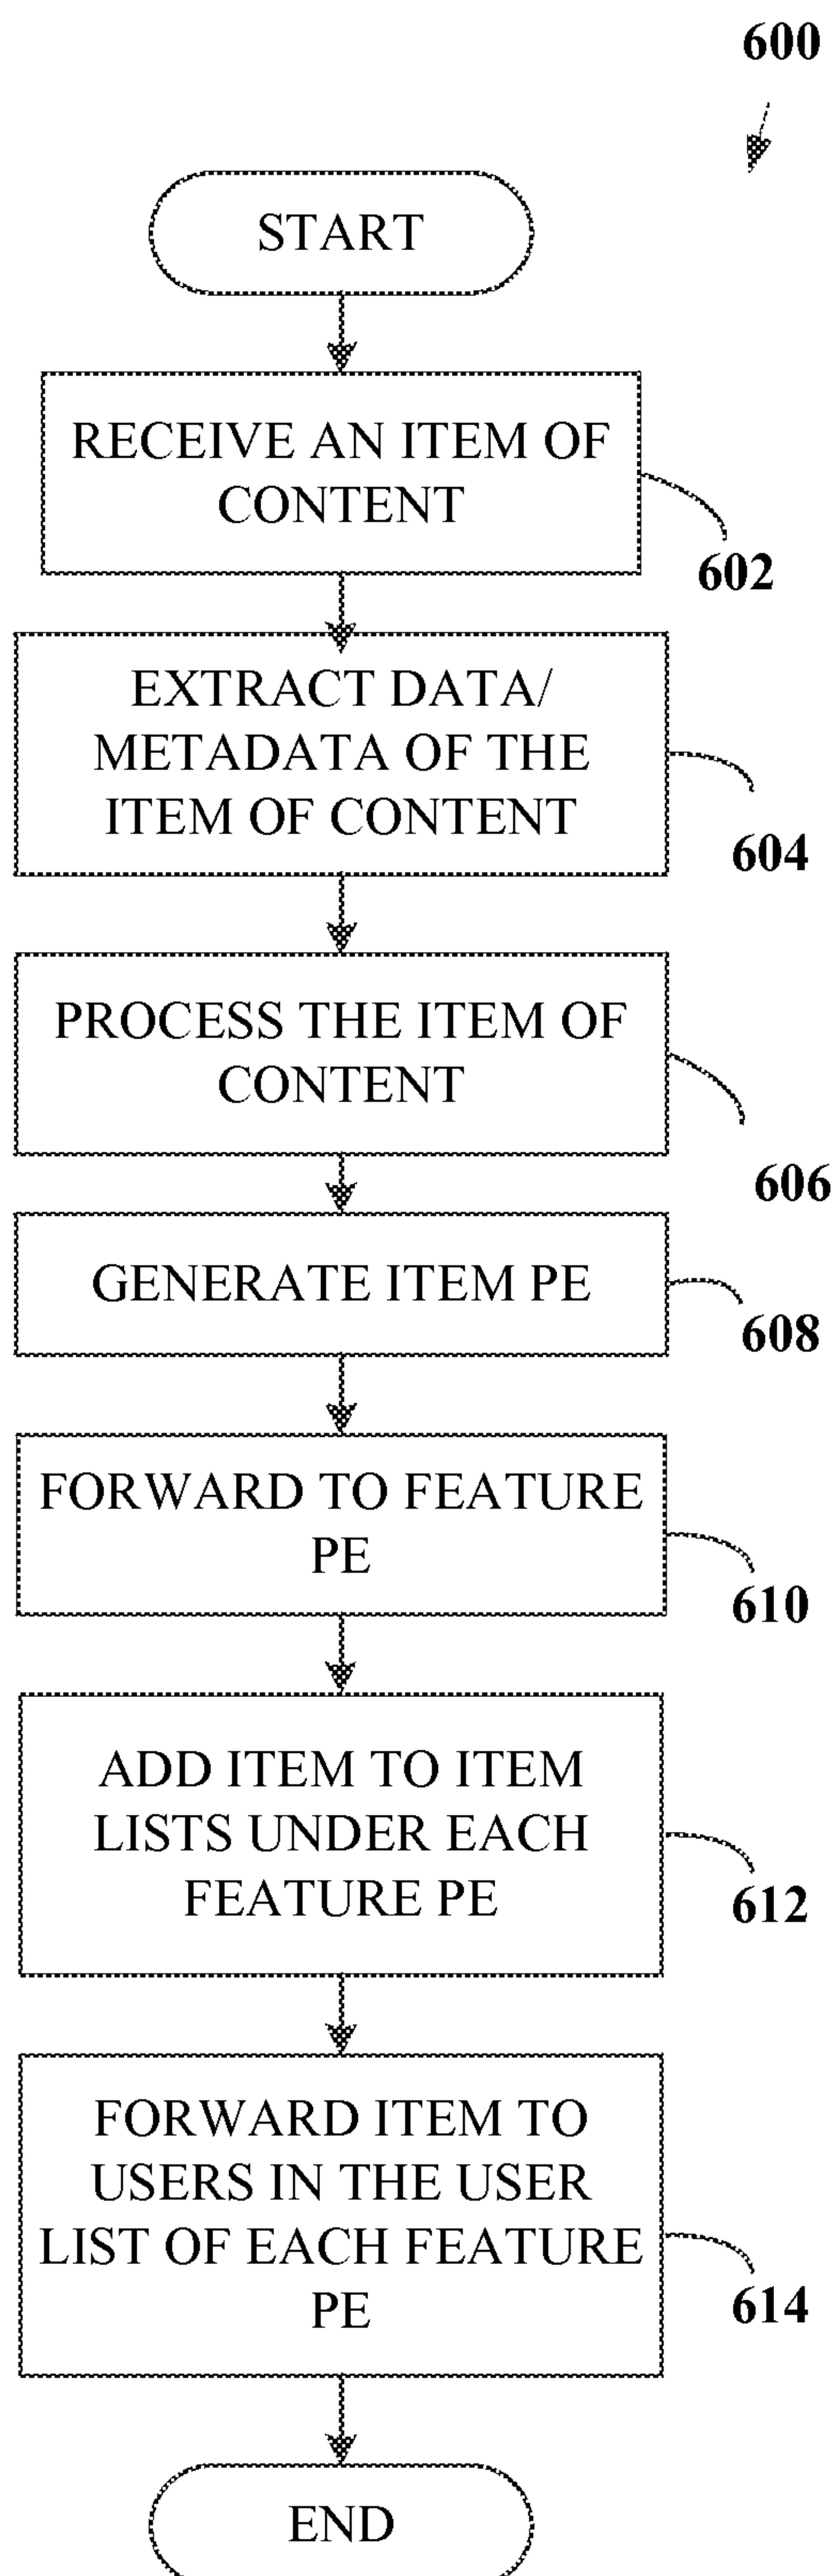 600
START
RECEIVE AN ITEM OF
CONTENT
602
EXTRACT DATA/
METADATA OF THE
ITEM OF CONTENT
604
PROCESS THE ITEM OF
CONTENT
606
GENERATE ITEM PE
608
FORWARD TO FEATURE
PE
610
ADD ITEM TO ITEM
LISTS UNDER EACH
FEATURE PE
612
FORWARD ITEM TO
USERS IN THE USER
LIST OF EACH FEATURE
PE
614
END